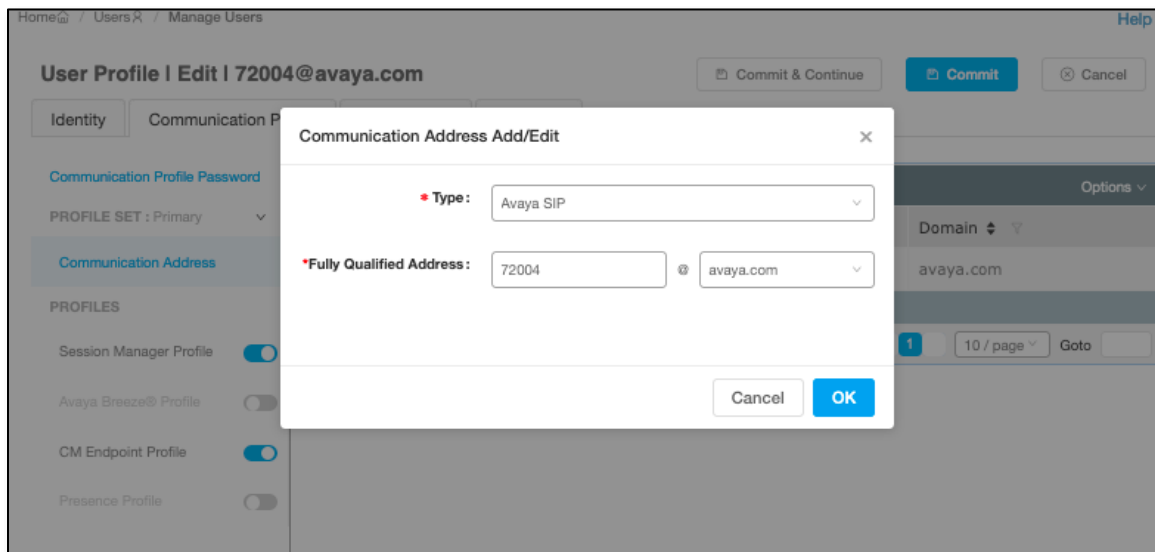 Home / Users / Manage Users
Help
User Profile | Edit | 72004@avaya.com
Commit & Continue
Commit
Cancel
Identity
Communication P
Communication Address Add/Edit
Communication Profile Password
* Type :
Avaya SIP
Options
PROFILE SET : Primary
Domain
Communication Address
*Fully Qualified Address :
72004
@
avaya.com
avaya.com
PROFILES
Session Manager Profile
1
10 / page
Goto
Avaya Breeze® Profile
Cancel
OK
CM Endpoint Profile
Presence Profile